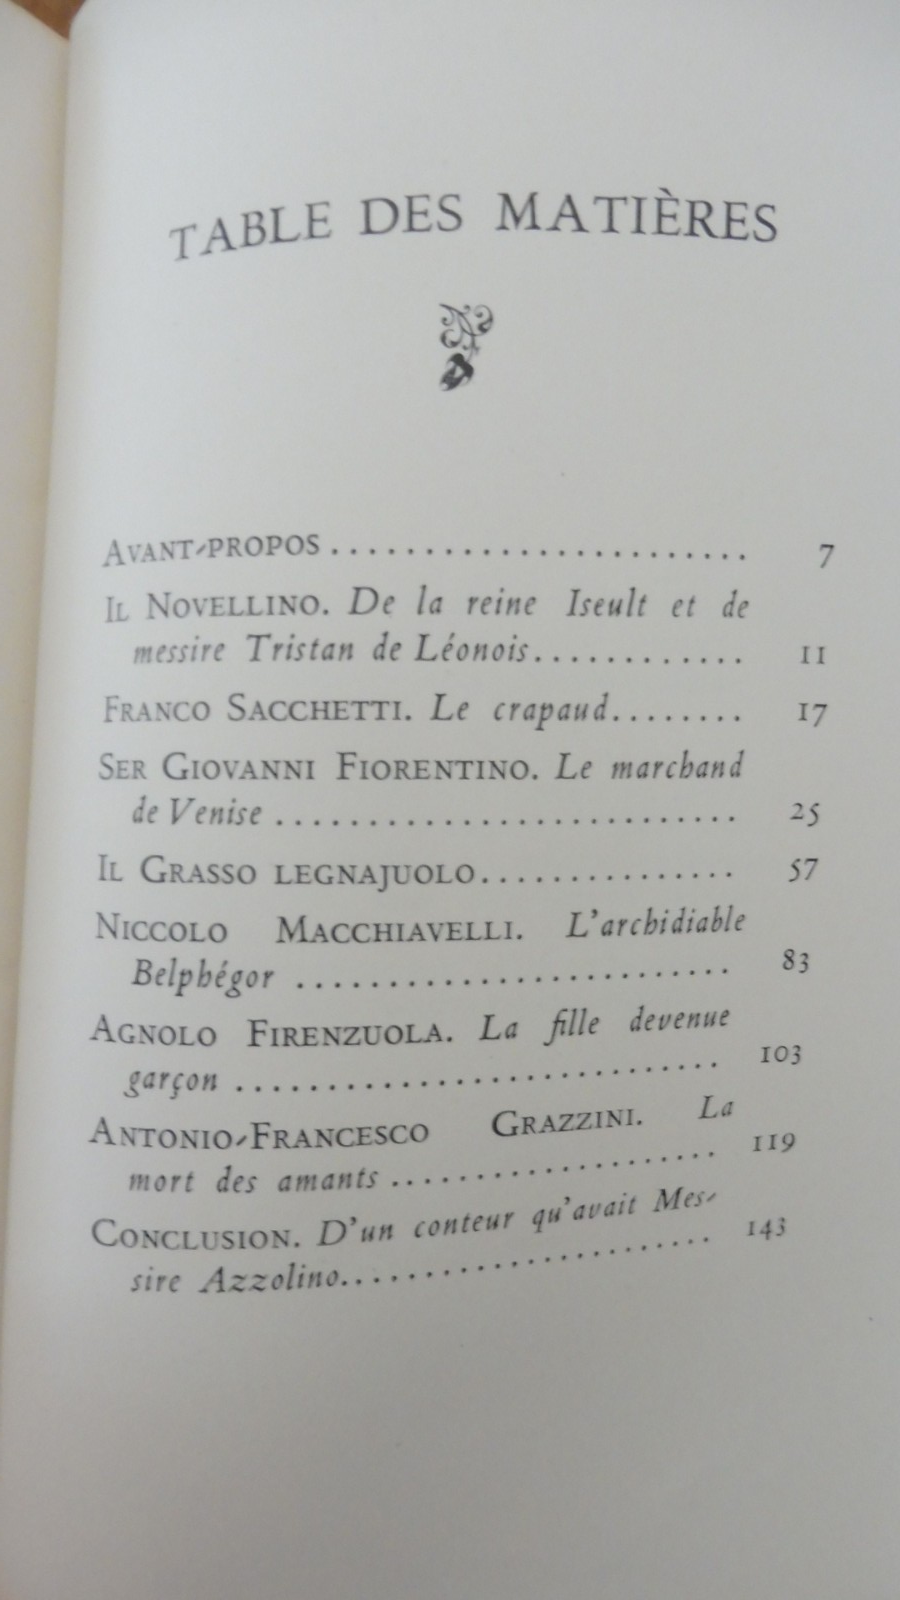 TABLE DES MATIÈRES
AVANT-PROPOS ........................ 7
IL NOVELLINO. De la reine Iseult et de
messire Tristan de Léonois............ 11
FRANCO SACCHETTI. Le crapaud........ 17
SER GIOVANNI FIORENTINO. Le marchand
de Venise .......................... 25
IL GRASSO LEGNAJUOLO............... 57
NICCOLO MACCHIAVELLI. L'archidiable
Belphégor ........................ 83
AGNOLO FIRENZUOLA. La fille devenue
garçon ............................ 103
ANTONIO-FRANCESCO GRAZZINI. La
mort des amants .................... 119
CONCLUSION. D'un conteur qu'avait Mes-
sire Azzolino...................... 143